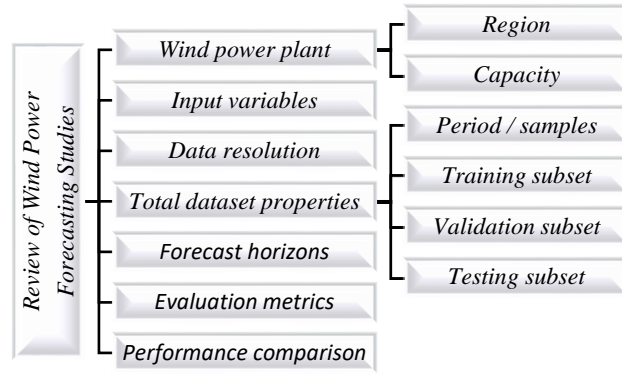 Review of Wind Power
Forecasting Studies
Wind power plant
Input variables
Data resolution
Total dataset properties
Forecast horizons
Evaluation metrics
Performance comparison
Region
Capacity
Period / samples
Training subset
Validation subset
Testing subset